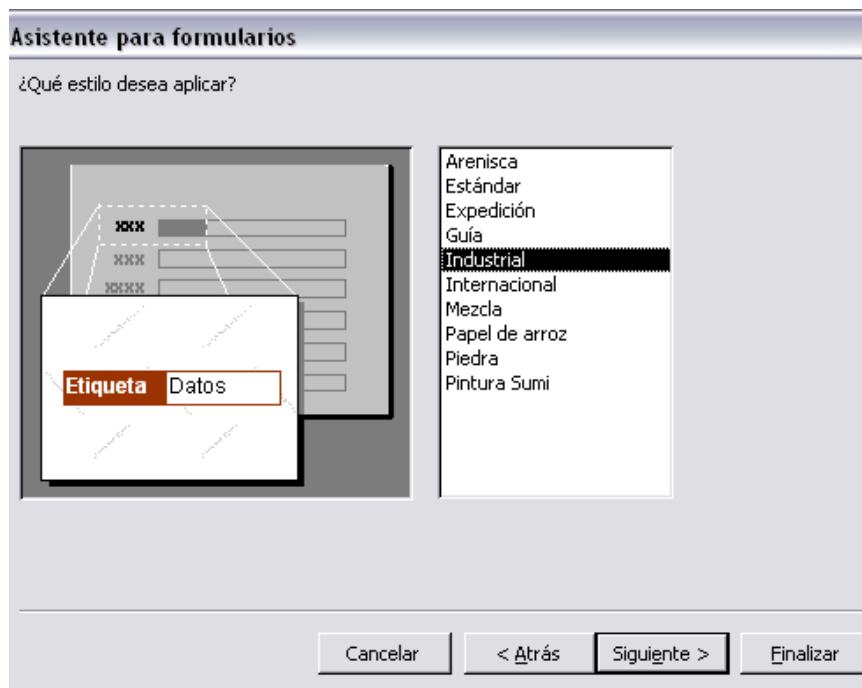 Asistente para formularios
¿Qué estilo desea aplicar?
xxx
xxx
xxxx
Etiqueta Datos
Arenisca
Estándar
Expedición
Guía
Industrial
Internacional
Mezcla
Papel de arroz
Piedra
Pintura Sumi
Cancelar < Atrás Siguiente > Finalizar